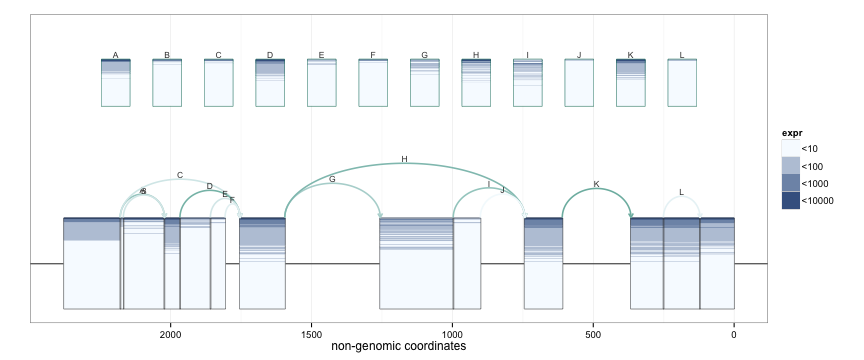 A B C D E F G H I J K L
H
C
G
D
E
F
I
J
K
L
B
expr
<10
<100
<1000
<10000
2000 1500 1000 500 0
non-genomic coordinates